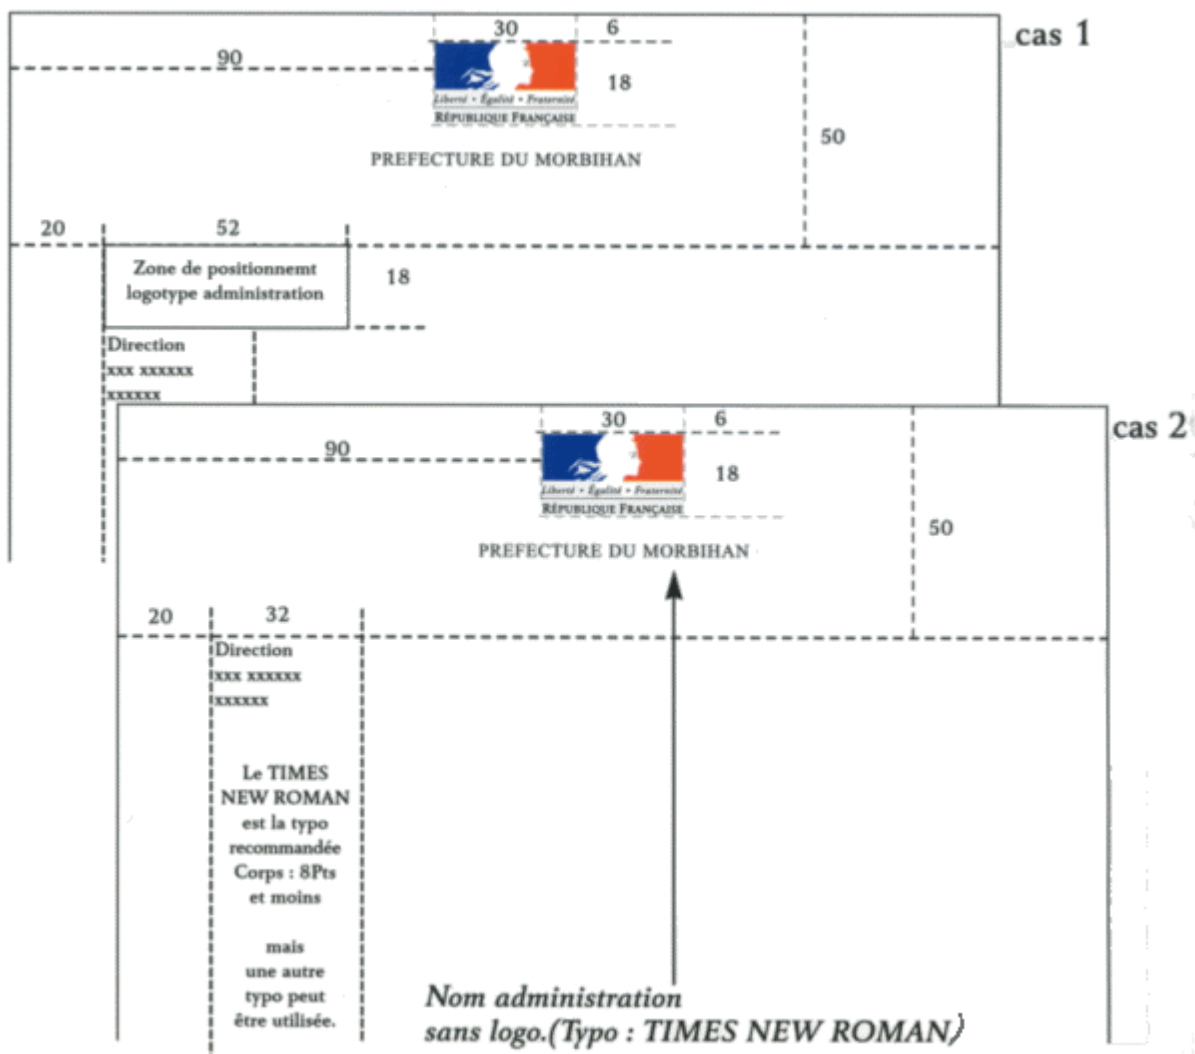 cas 1
30
6
90
18
Liberté • Égalité • Fraternité
RÉPUBLIQUE FRANÇAISE
50
PREFECTURE DU MORBIHAN
20
52
Zone de positionnemt
logotype administration
18
Direction
xxx xxxxxx
xxxxxx
cas 2
30
6
90
18
Liberté • Égalité • Fraternité
RÉPUBLIQUE FRANÇAISE
50
PREFECTURE DU MORBIHAN
20
32
Direction
xxx xxxxxx
xxxxxx
Le TIMES
NEW ROMAN
est la typo
recommandée
Corps : 8Pts
et moins
mais
une autre
typo peut
être utilisée.
Nom administration
sans logo.(Typo : TIMES NEW ROMAN)